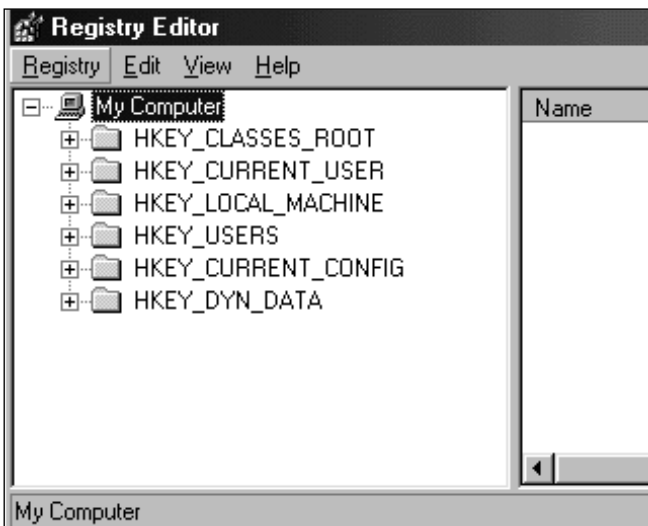 Registry Editor
Registry Edit View Help
My Computer
HKEY_CLASSES_ROOT
HKEY_CURRENT_USER
HKEY_LOCAL_MACHINE
HKEY_USERS
HKEY_CURRENT_CONFIG
HKEY_DYN_DATA
Name
My Computer